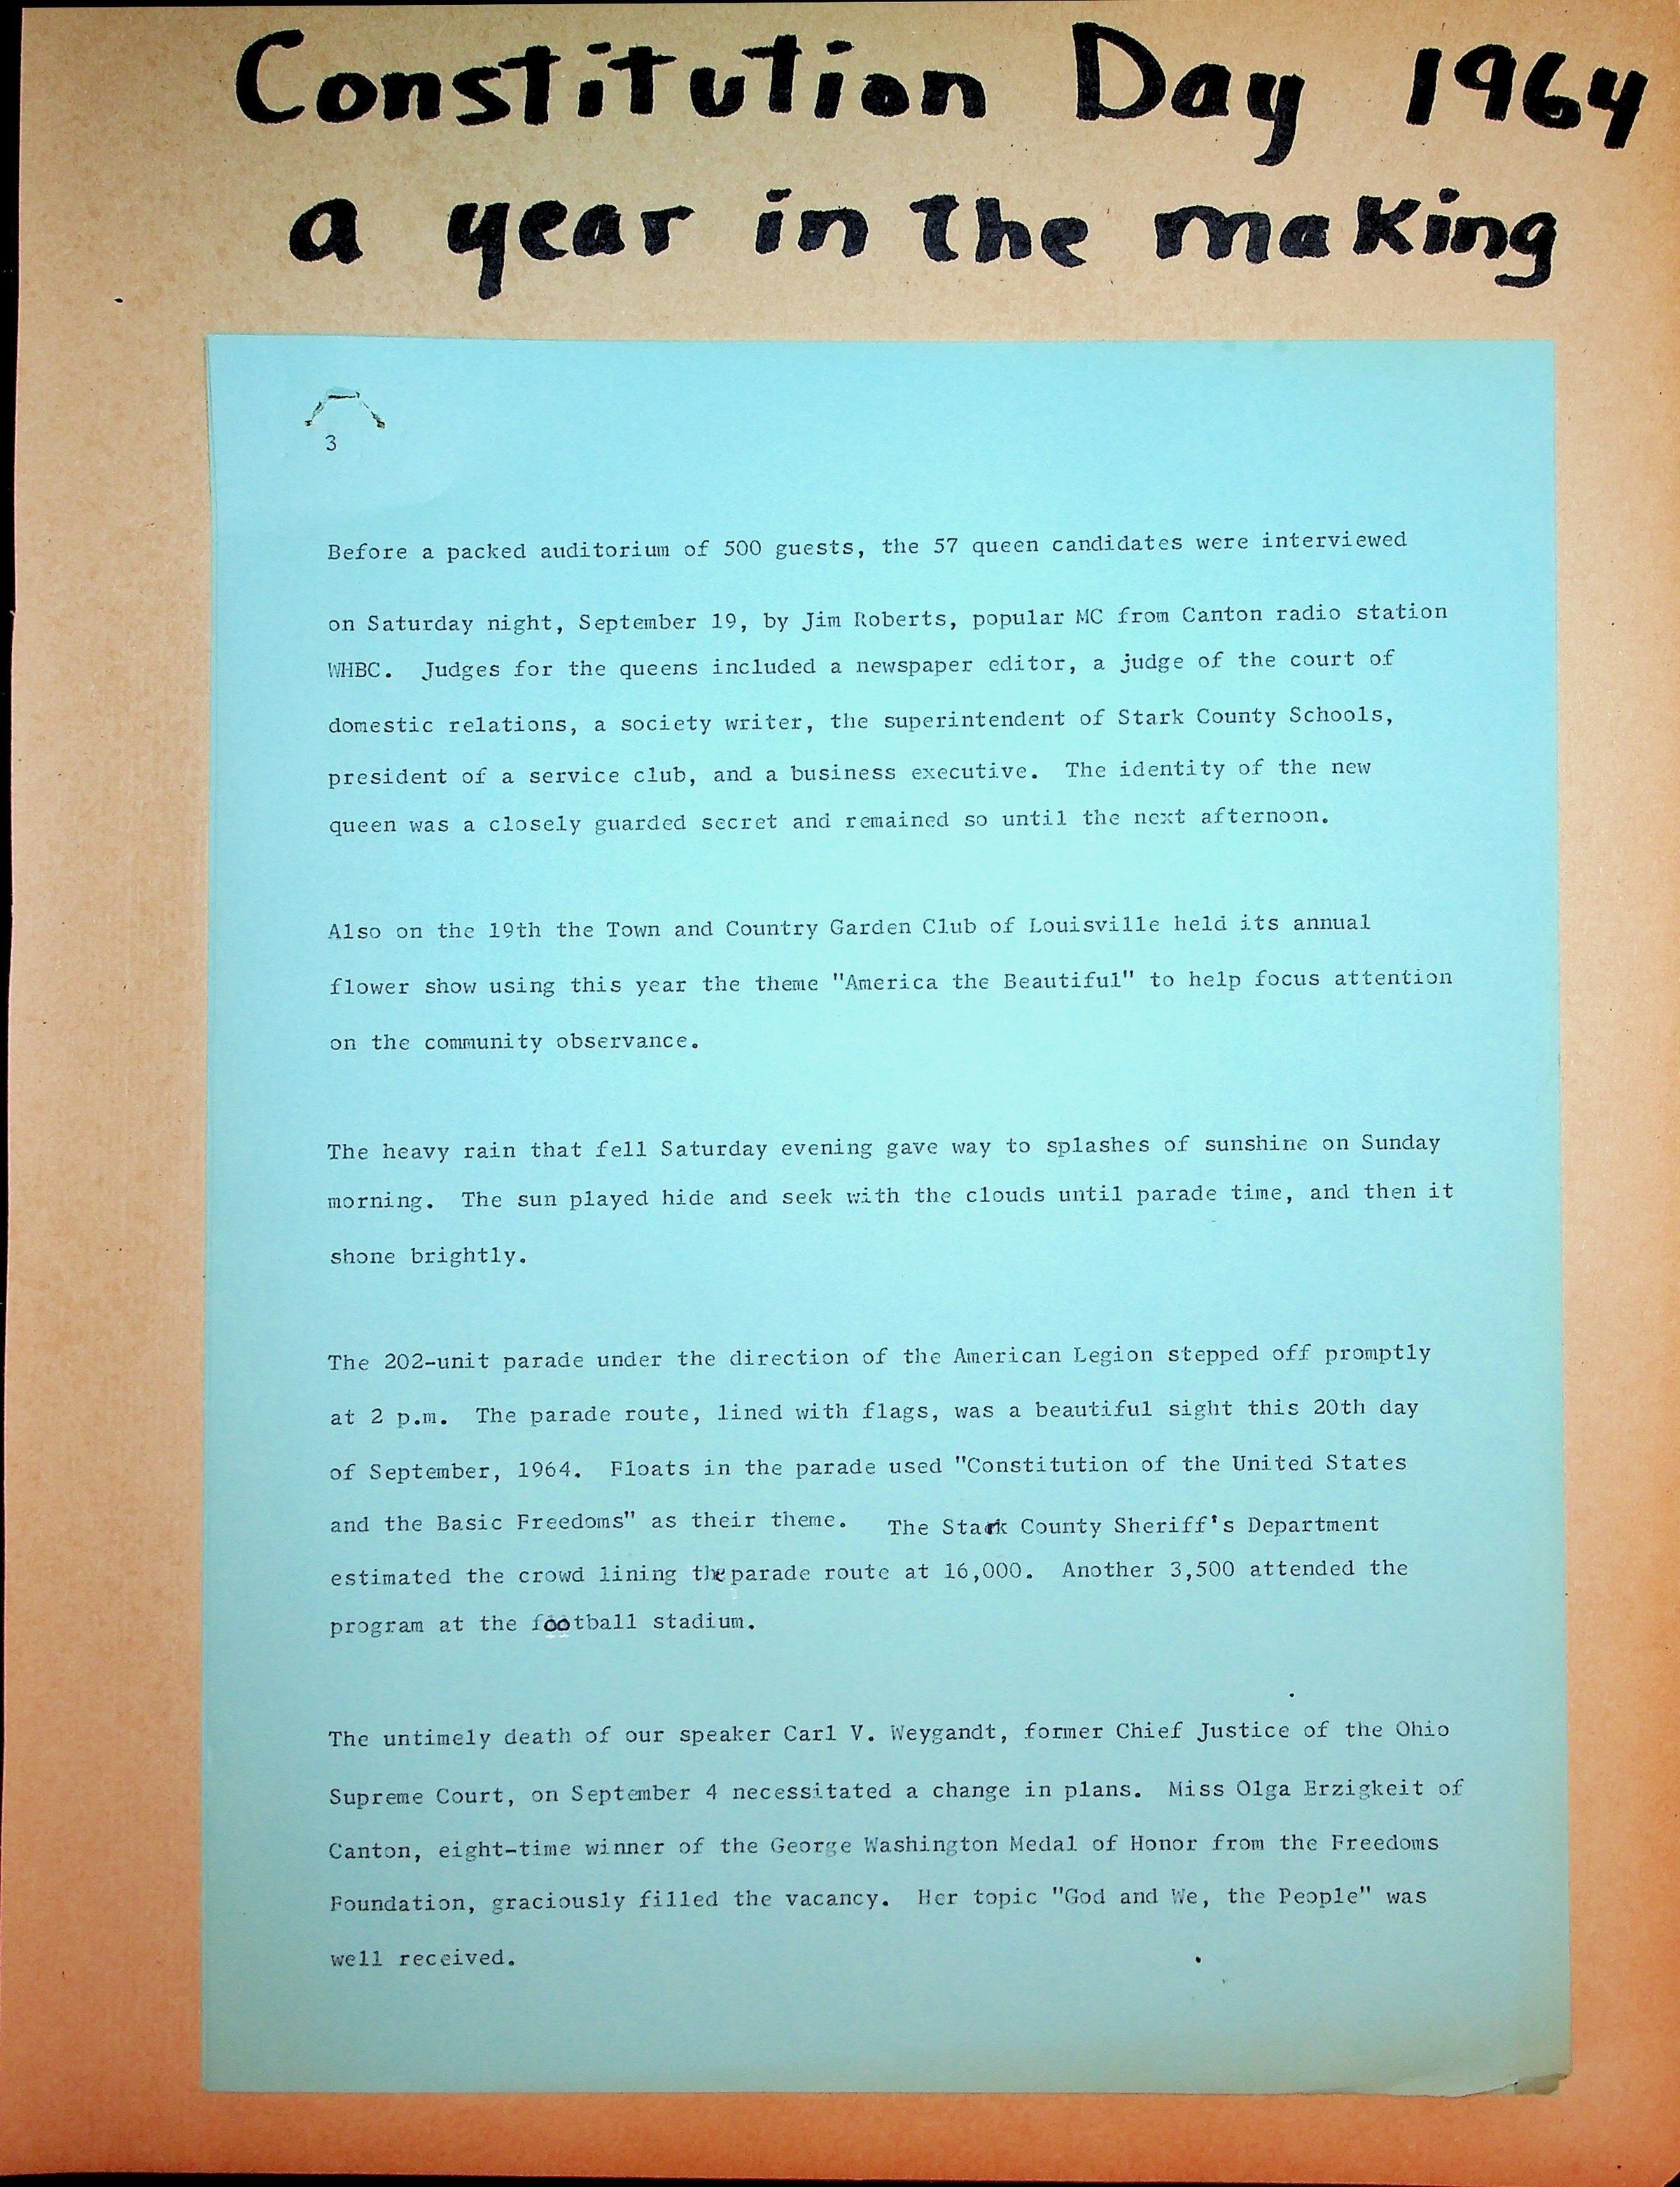 Constitution Day 1964
a year in the making
3
Before a packed auditorium of 500 guests, the 57 queen candidates were interviewed
on Saturday night, September 19, by Jim Roberts, popular MC from Canton radio station
WHBC. Judges for the queens included a newspaper editor, a judge of the court of
domestic relations, a society writer, the superintendent of Stark County Schools,
president of a service club, and a business executive. The identity of the new
queen was a closely guarded secret and remained so until the next afternoon.
Also on the 19th the Town and Country Garden Club of Louisville held its annual
flower show using this year the theme "America the Beautiful" to help focus attention
on the community observance.
The heavy rain that fell Saturday evening gave way to splashes of sunshine on Sunday
morning. The sun played hide and seek with the clouds until parade time, and then it
shone brightly.
The 202-unit parade under the direction of the American Legion stepped off promptly
at 2 p.m. The parade route, lined with flags, was a beautiful sight this 20th day
of September, 1964. Floats in the parade used "Constitution of the United States
and the Basic Freedoms" as their theme. The Stark County Sheriff's Department
estimated the crowd lining the parade route at 16,000. Another 3,500 attended the
program at the football stadium.
The untimely death of our speaker Carl V. Weygandt, former Chief Justice of the Ohio
Supreme Court, on September 4 necessitated a change in plans. Miss Olga Erzigkeit of
Canton, eight-time winner of the George Washington Medal of Honor from the Freedoms
Foundation, graciously filled the vacancy. Her topic "God and We, the People" was
well received.